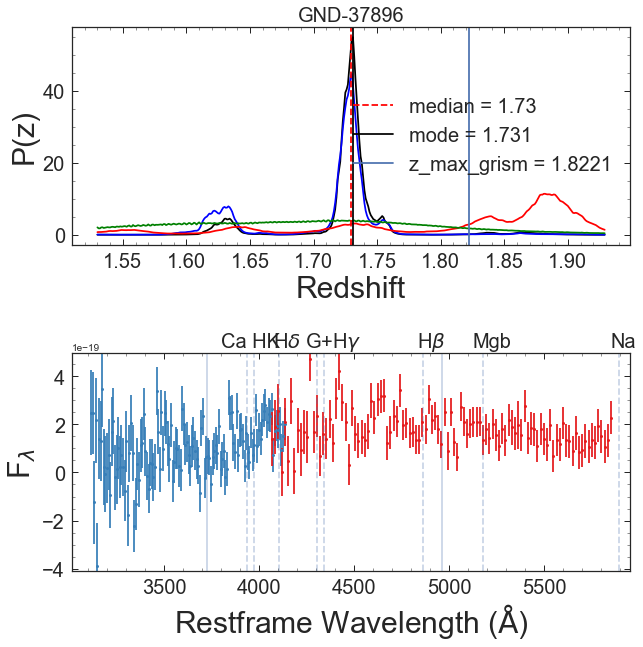 GND-37896
P(z)
40
20
0
median = 1.73
mode = 1.731
z_max_grism = 1.8221
1.55 1.60 1.65 1.70 1.75 1.80 1.85 1.90
Redshift
1e−19
Ca HK Hδ G+Hγ Hβ Mgb Na
F_λ
4
2
0
−2
−4
3500 4000 4500 5000 5500
Restframe Wavelength (Å)